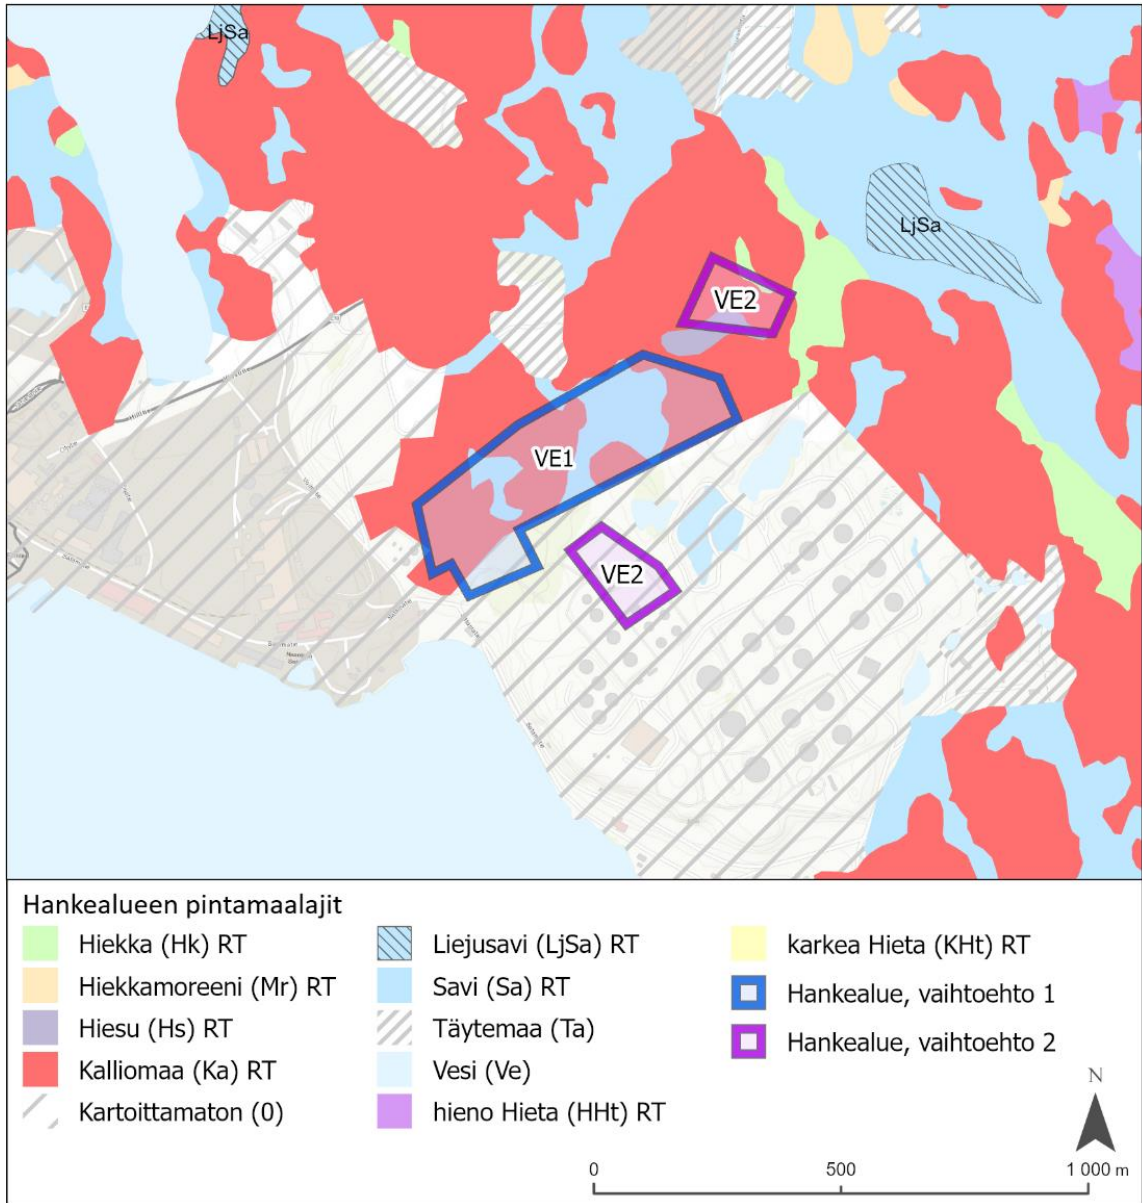 LjSa
LjSa
VE2
VE1
VE2
Hankealueen pintamaalajit
Hiekka (Hk) RT
Hiekkamoreeni (Mr) RT
Hiesu (Hs) RT
Kalliomaa (Ka) RT
Kartoittamaton (0)
Liejusavi (LjSa) RT
Savi (Sa) RT
Täytemaa (Ta)
Vesi (Ve)
hieno Hieta (HHt) RT
karkea Hieta (KHt) RT
Hankealue, vaihtoehto 1
Hankealue, vaihtoehto 2
N
0 500 1 000 m